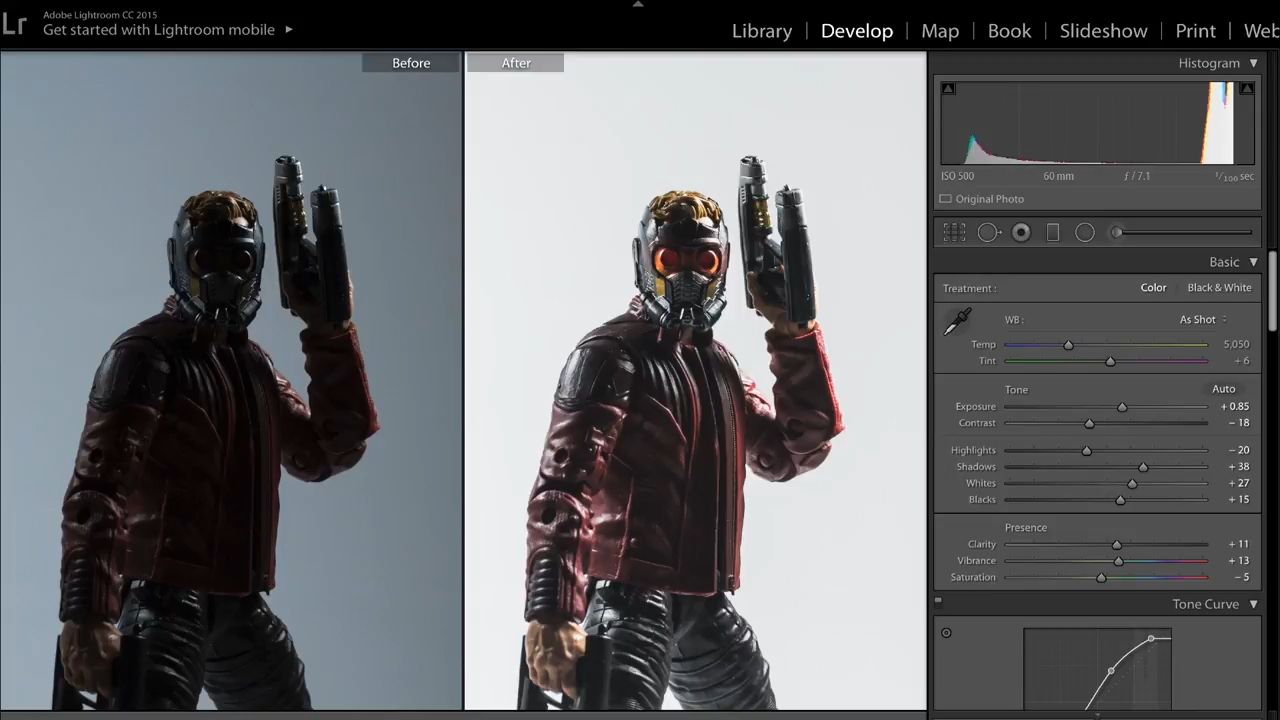 Lr
Adobe Lightroom CC 2015
Get started with Lightroom mobile
Library | Develop | Map | Book | Slideshow | Print | Web
Before
After
Histogram
ISO 500 60 mm ƒ / 7.1 1/100 sec
Original Photo
Basic
Treatment : Color Black & White
WB : As Shot
Temp 5,050
Tint + 6
Tone Auto
Exposure + 0.85
Contrast − 18
Highlights − 20
Shadows + 38
Whites + 27
Blacks + 15
Presence
Clarity + 11
Vibrance + 13
Saturation − 5
Tone Curve